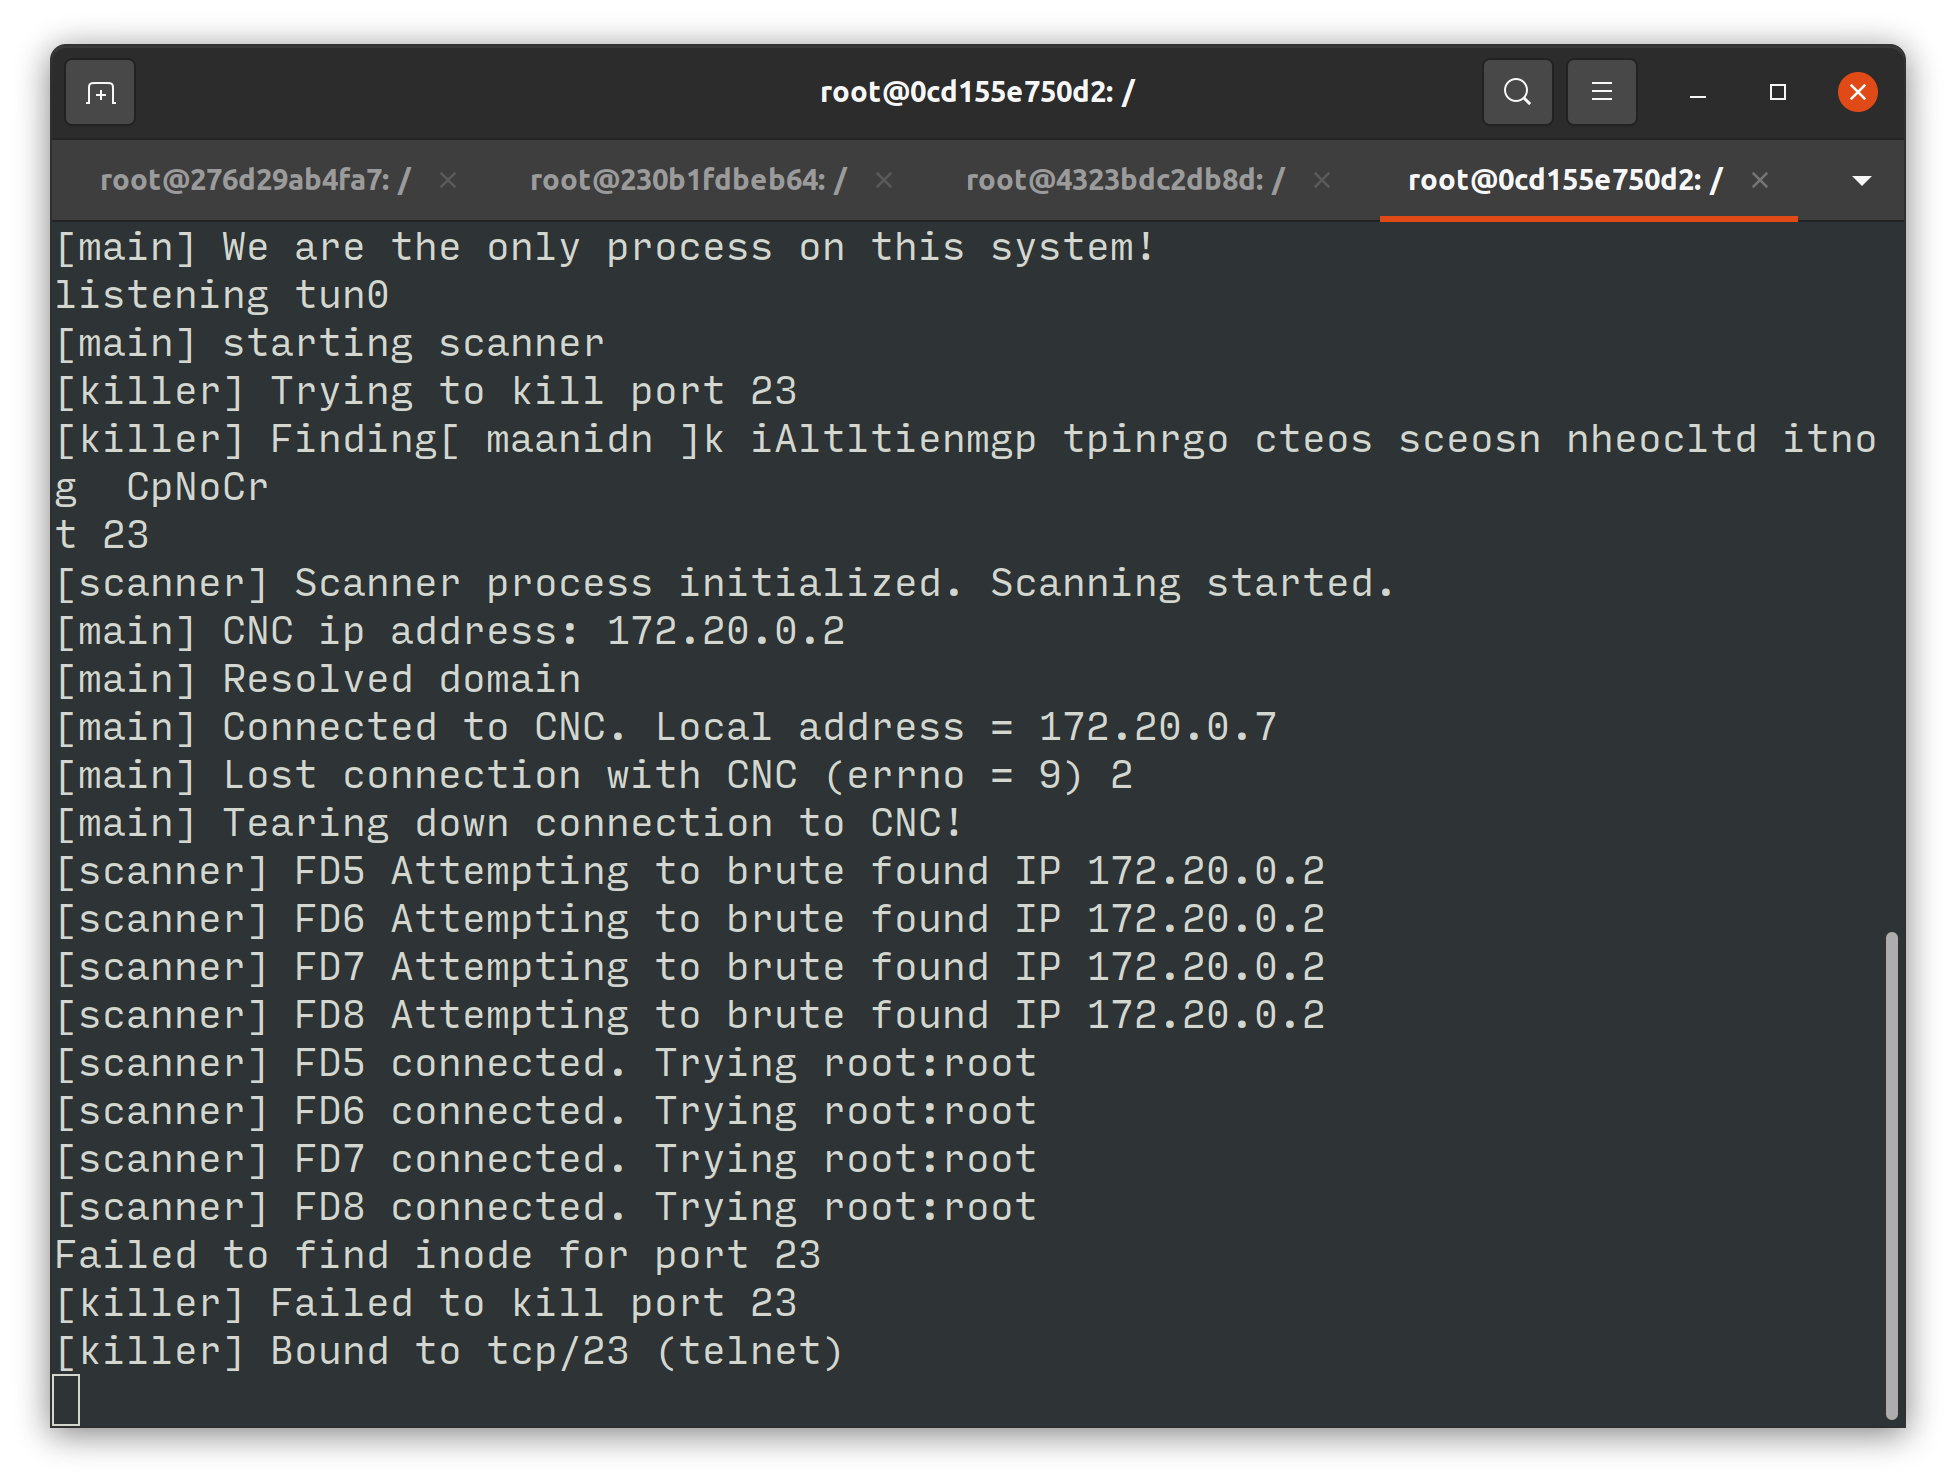 root@0cd155e750d2: /
root@276d29ab4fa7: / root@230b1fdbeb64: / root@4323bdc2db8d: / root@0cd155e750d2: /
[main] We are the only process on this system!
listening tun0
[main] starting scanner
[killer] Trying to kill port 23
[killer] Finding[ maanidn ]k iAltltienmgp tpinrgo cteos sceosn nheocltd itno
g  CpNoCr
t 23
[scanner] Scanner process initialized. Scanning started.
[main] CNC ip address: 172.20.0.2
[main] Resolved domain
[main] Connected to CNC. Local address = 172.20.0.7
[main] Lost connection with CNC (errno = 9) 2
[main] Tearing down connection to CNC!
[scanner] FD5 Attempting to brute found IP 172.20.0.2
[scanner] FD6 Attempting to brute found IP 172.20.0.2
[scanner] FD7 Attempting to brute found IP 172.20.0.2
[scanner] FD8 Attempting to brute found IP 172.20.0.2
[scanner] FD5 connected. Trying root:root
[scanner] FD6 connected. Trying root:root
[scanner] FD7 connected. Trying root:root
[scanner] FD8 connected. Trying root:root
Failed to find inode for port 23
[killer] Failed to kill port 23
[killer] Bound to tcp/23 (telnet)